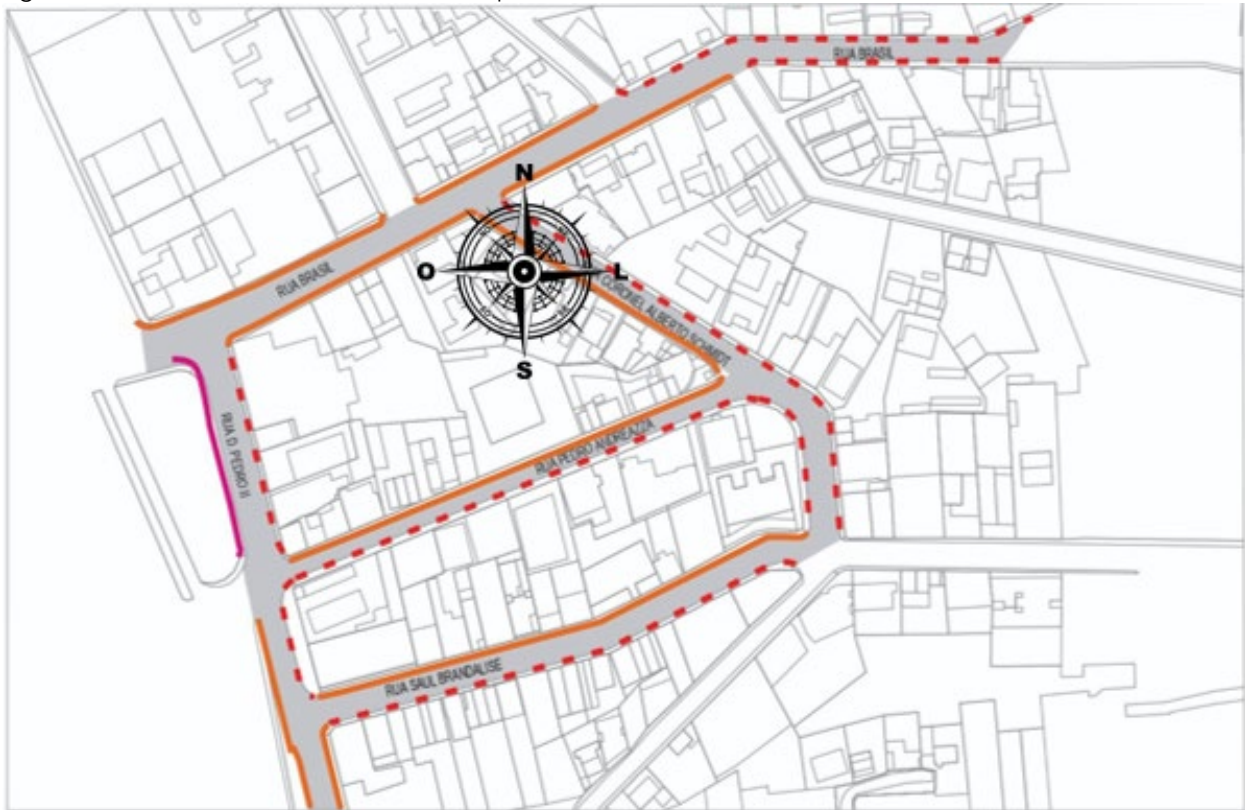 RUA BRASIL
N
O
L
S
CORONEL ALBERTO SCHMIDT
RUA BRASIL
RUA D. PEDRO II
RUA PEDRO ANDREAZZA
RUA SAUL BRANDALISE